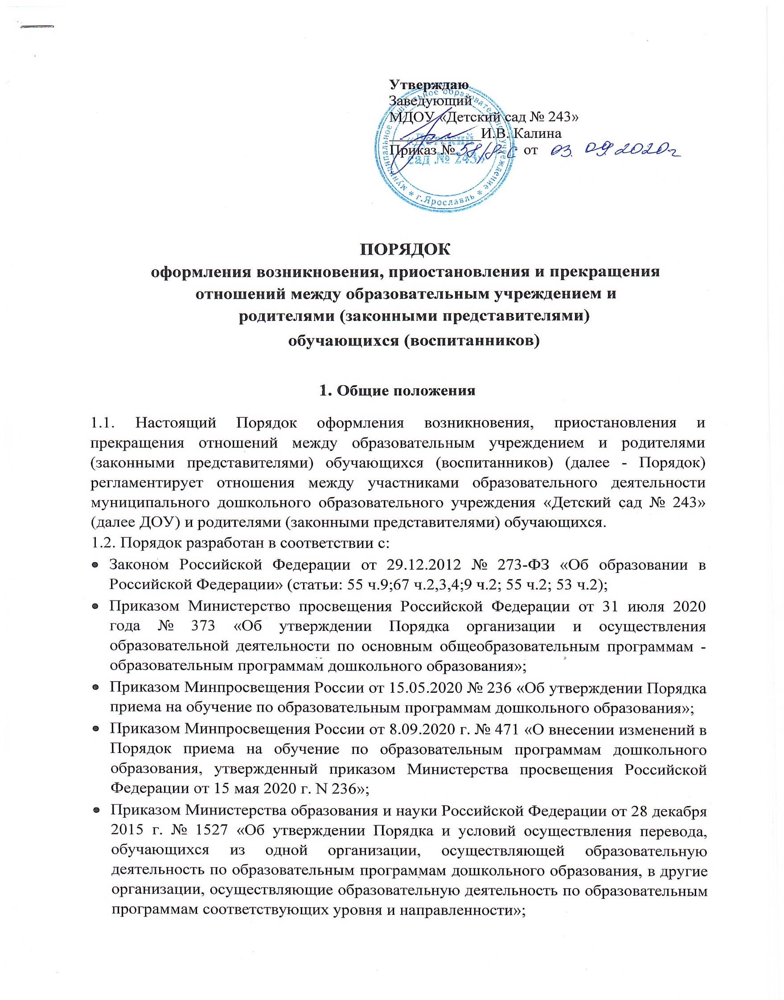 Утверждаю
Заведующий
МДОУ «Детский сад № 243»
И.В. Калина
Приказ № от 03. 09 2020г
муниципальное дошкольное образовательное учреждение * г.Ярославль *
«Детский
сад № 243»
ПОРЯДОК
оформления возникновения, приостановления и прекращения
отношений между образовательным учреждением и
родителями (законными представителями)
обучающихся (воспитанников)
1. Общие положения
1.1. Настоящий Порядок оформления возникновения, приостановления и
прекращения отношений между образовательным учреждением и родителями
(законными представителями) обучающихся (воспитанников) (далее - Порядок)
регламентирует отношения между участниками образовательного деятельности
муниципального дошкольного образовательного учреждения «Детский сад № 243»
(далее ДОУ) и родителями (законными представителями) обучающихся.
1.2. Порядок разработан в соответствии с:
• Законом Российской Федерации от 29.12.2012 № 273-ФЗ «Об образовании в
Российской Федерации» (статьи: 55 ч.9;67 ч.2,3,4;9 ч.2; 55 ч.2; 53 ч.2);
• Приказом Министерство просвещения Российской Федерации от 31 июля 2020
года № 373 «Об утверждении Порядка организации и осуществления
образовательной деятельности по основным общеобразовательным программам -
образовательным программам дошкольного образования»;
• Приказом Минпросвещения России от 15.05.2020 № 236 «Об утверждении Порядка
приема на обучение по образовательным программам дошкольного образования»;
• Приказом Минпросвещения России от 8.09.2020 г. № 471 «О внесении изменений в
Порядок приема на обучение по образовательным программам дошкольного
образования, утвержденный приказом Министерства просвещения Российской
Федерации от 15 мая 2020 г. N 236»;
• Приказом Министерства образования и науки Российской Федерации от 28 декабря
2015 г. № 1527 «Об утверждении Порядка и условий осуществления перевода,
обучающихся из одной организации, осуществляющей образовательную
деятельность по образовательным программам дошкольного образования, в другие
организации, осуществляющие образовательную деятельность по образовательным
программам соответствующих уровня и направленности»;